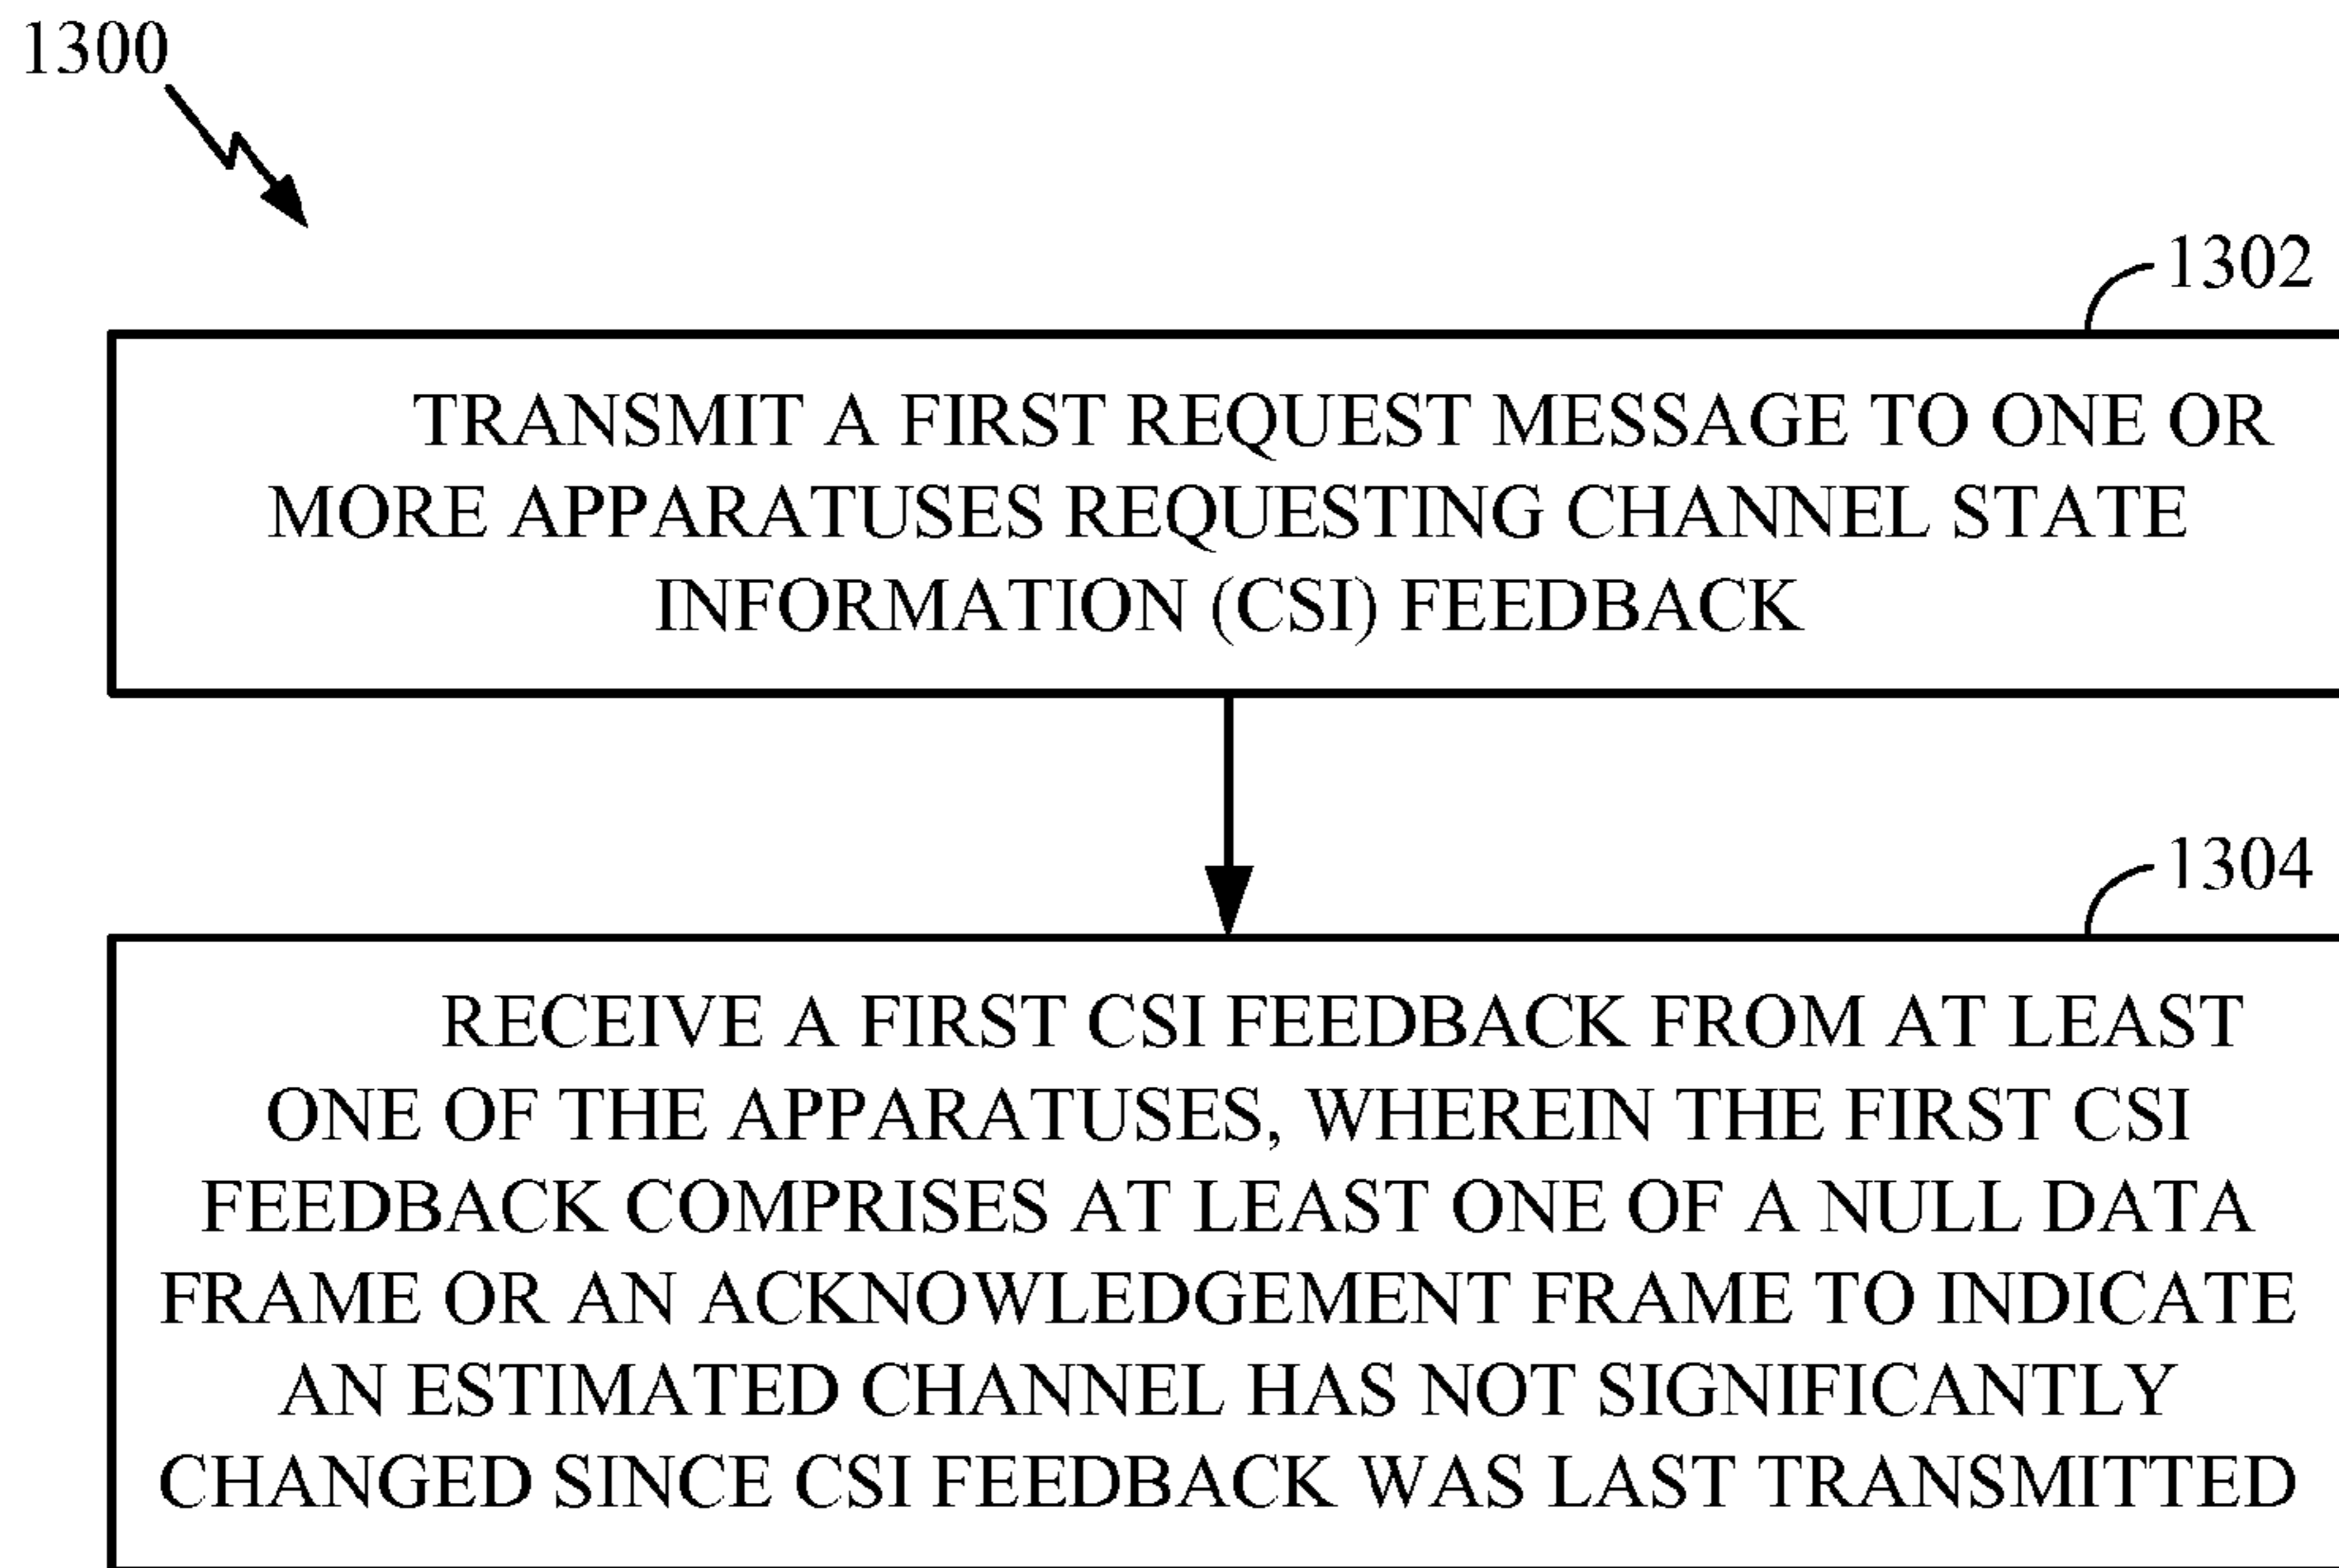 1300
1302
TRANSMIT A FIRST REQUEST MESSAGE TO ONE OR
MORE APPARATUSES REQUESTING CHANNEL STATE
INFORMATION (CSI) FEEDBACK
1304
RECEIVE A FIRST CSI FEEDBACK FROM AT LEAST
ONE OF THE APPARATUSES, WHEREIN THE FIRST CSI
FEEDBACK COMPRISES AT LEAST ONE OF A NULL DATA
FRAME OR AN ACKNOWLEDGEMENT FRAME TO INDICATE
AN ESTIMATED CHANNEL HAS NOT SIGNIFICANTLY
CHANGED SINCE CSI FEEDBACK WAS LAST TRANSMITTED